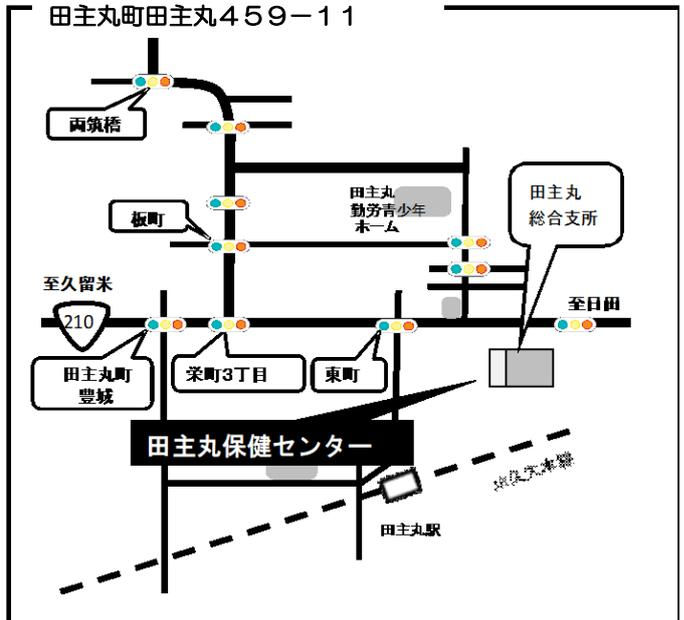 田主丸町田主丸４５９－１１
両筑橋
田主丸
勤労青少年
ホーム
田主丸
総合支所
板町
至久留米
210
至日田
田主丸町
豊城
栄町3丁目
東町
田主丸保健センター
田主丸駅